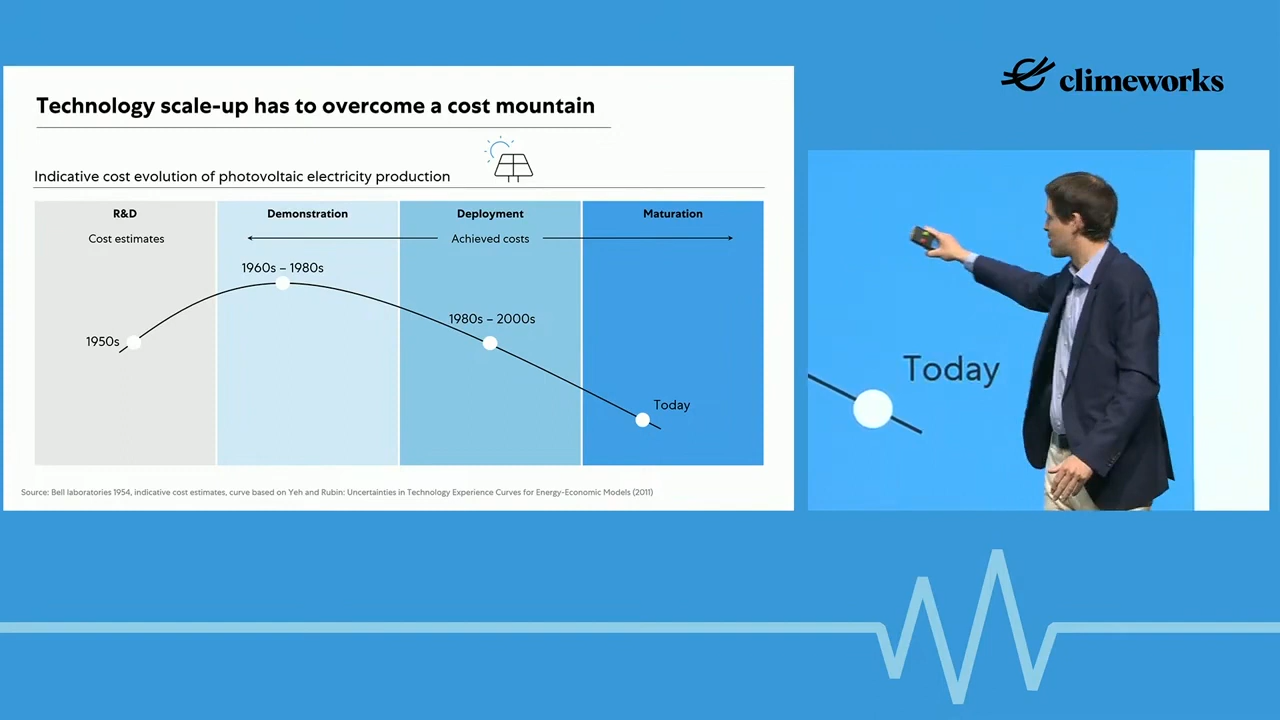 climeworks
Technology scale-up has to overcome a cost mountain
Indicative cost evolution of photovoltaic electricity production
R&D
Demonstration
Deployment
Maturation
Cost estimates
Achieved costs
1960s – 1980s
1980s – 2000s
1950s
Today
Source: Bell laboratories 1954, indicative cost estimates, curve based on Yeh and Rubin: Uncertainties in Technology Experience Curves for Energy-Economic Models (2011)
Today